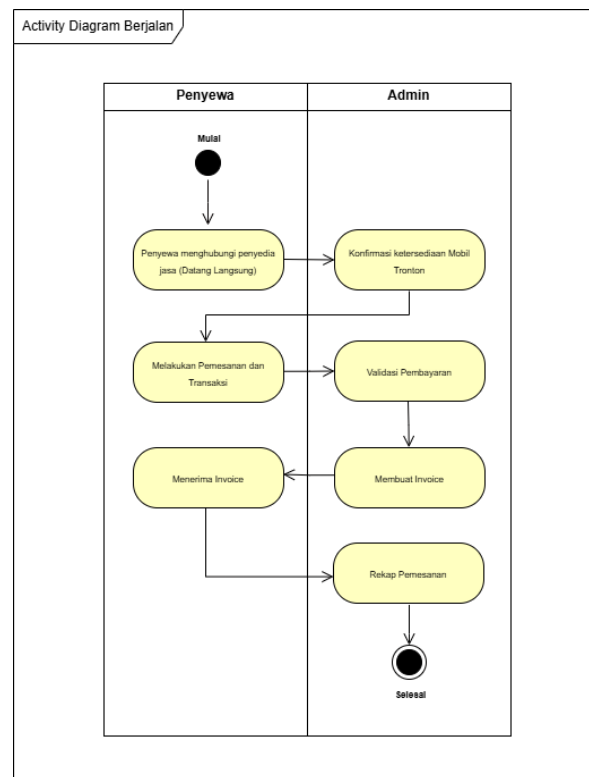 Activity Diagram Berjalan
Penyewa
Admin
Mulai
Penyewa menghubungi penyedia
jasa (Datang Langsung)
Konfirmasi ketersediaan Mobil
Tronton
Melakukan Pemesanan dan
Transaksi
Validasi Pembayaran
Menerima Invoice
Membuat Invoice
Rekap Pemesanan
Selesai